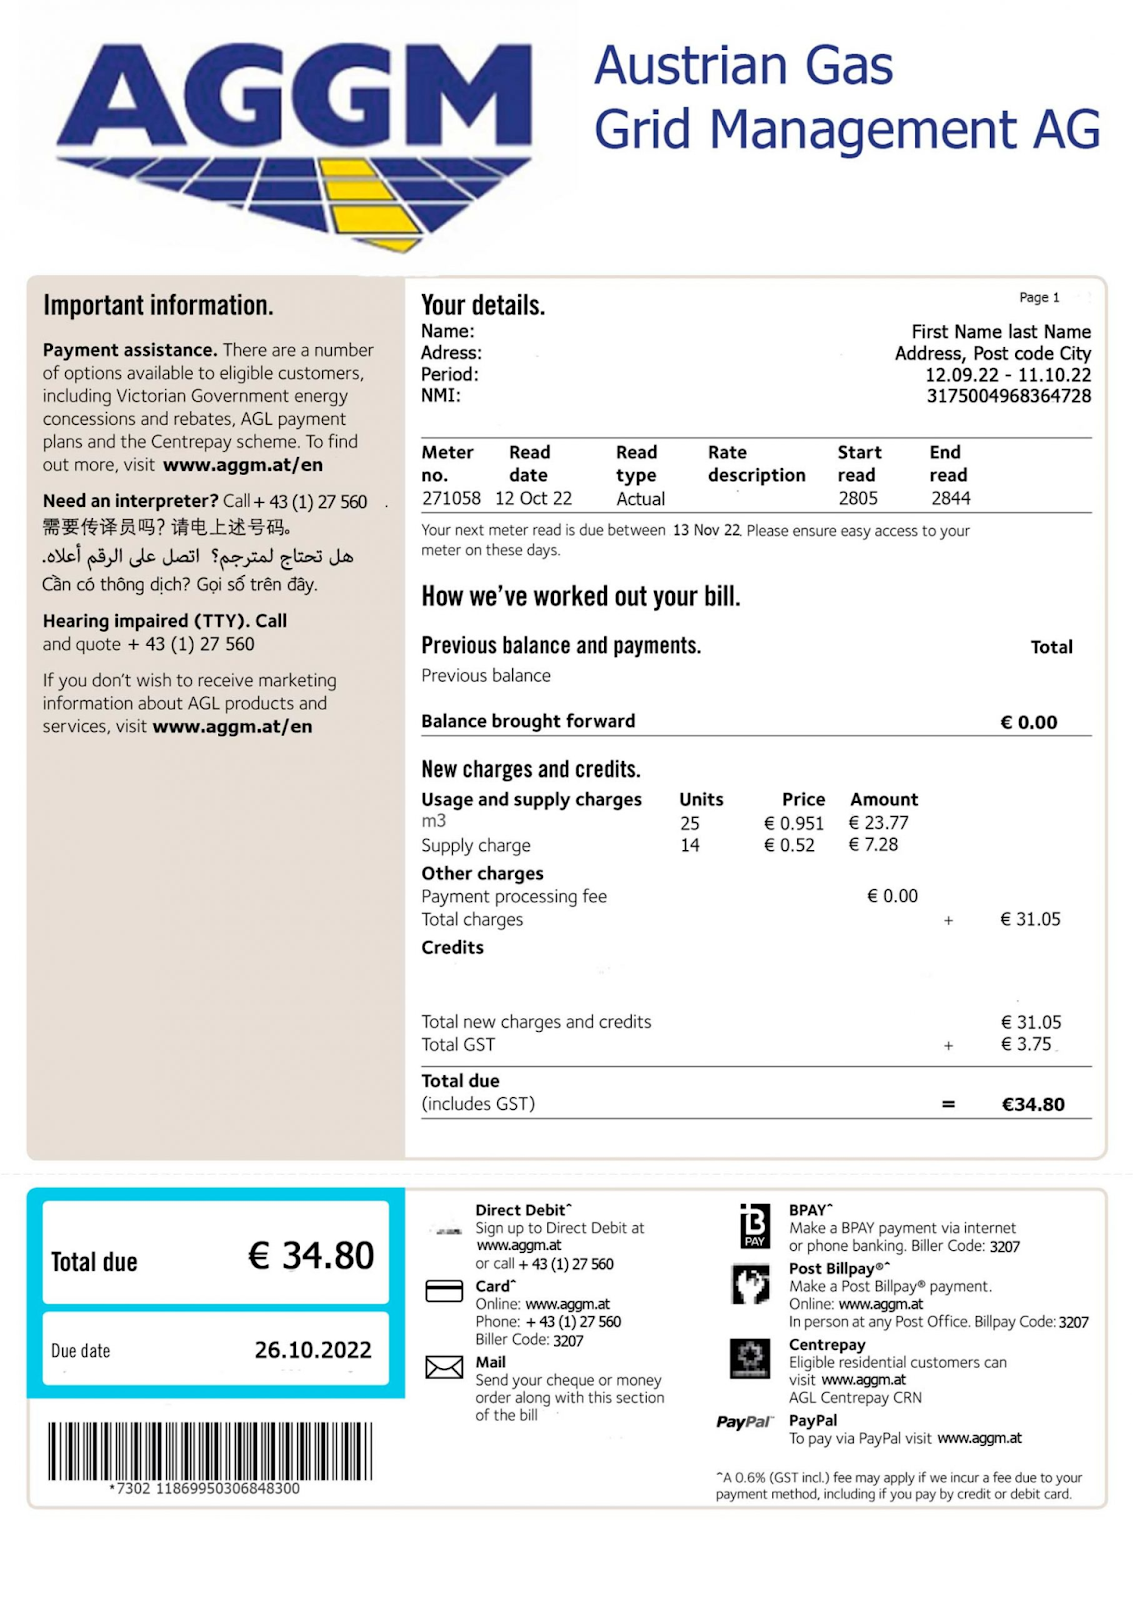 AGGM
Austrian Gas
Grid Management AG
Important information.
Payment assistance. There are a number
of options available to eligible customers,
including Victorian Government energy
concessions and rebates, AGL payment
plans and the Centrepay scheme. To find
out more, visit www.aggm.at/en
Need an interpreter? Call + 43 (1) 27 560 .
需要传译员吗? 请电上述号码。
هل تحتاج لمترجم؟ اتصل على الرقم أعلاه.
Cần có thông dịch? Gọi số trên đây.
Hearing impaired (TTY). Call
and quote + 43 (1) 27 560
If you don't wish to receive marketing
information about AGL products and
services, visit www.aggm.at/en
Your details.
Page 1
Name: First Name last Name
Adress: Address, Post code City
Period: 12.09.22 - 11.10.22
NMI: 3175004968364728
Meter Read Read Rate Start End
no. date type description read read
271058 12 Oct 22 Actual 2805 2844
Your next meter read is due between 13 Nov 22. Please ensure easy access to your
meter on these days.
How we've worked out your bill.
Previous balance and payments. Total
Previous balance
Balance brought forward € 0.00
New charges and credits.
Usage and supply charges Units Price Amount
m3 25 € 0.951 € 23.77
Supply charge 14 € 0.52 € 7.28
Other charges
Payment processing fee € 0.00
Total charges + € 31.05
Credits
Total new charges and credits € 31.05
Total GST + € 3.75
Total due
(includes GST) = €34.80
Total due € 34.80
Due date 26.10.2022
*7302 11869950306848300
Direct Debit^
Sign up to Direct Debit at
www.aggm.at
or call + 43 (1) 27 560
Card^
Online: www.aggm.at
Phone: + 43 (1) 27 560
Biller Code: 3207
Mail
Send your cheque or money
order along with this section
of the bill
B
PAY
BPAY^
Make a BPAY payment via internet
or phone banking. Biller Code: 3207
Post Billpay®^
Make a Post Billpay® payment.
Online: www.aggm.at
In person at any Post Office. Billpay Code: 3207
Centrepay
Eligible residential customers can
visit www.aggm.at
AGL Centrepay CRN
PayPal™ PayPal
To pay via PayPal visit www.aggm.at
^A 0.6% (GST incl.) fee may apply if we incur a fee due to your
payment method, including if you pay by credit or debit card.